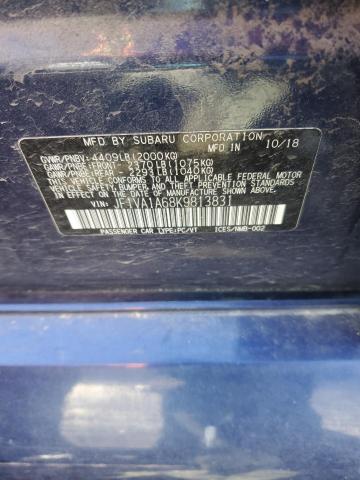 MFD. BY SUBARU CORPORATION 10/18
GVWR/PNBV: 4409LB(2000KG) MADE IN
GAWR/PNBE:FRONT 2370LB(1075KG)
GAWR/PNBE: 2293LB(1040KG)
THIS VEHICLE CONFORMS TO ALL APPLICABLE FEDERAL MOTOR
VEHICLE SAFETY, BUMPER, AND THEFT PREVENTION STANDARDS
IN EFFECT ON THE DATE OF MANUFACTURE SHOWN ABOVE.
VIN: JF1VA1A68K9813831
PASSENGER CAR TYPE:PC/VT ICES/NMB-002